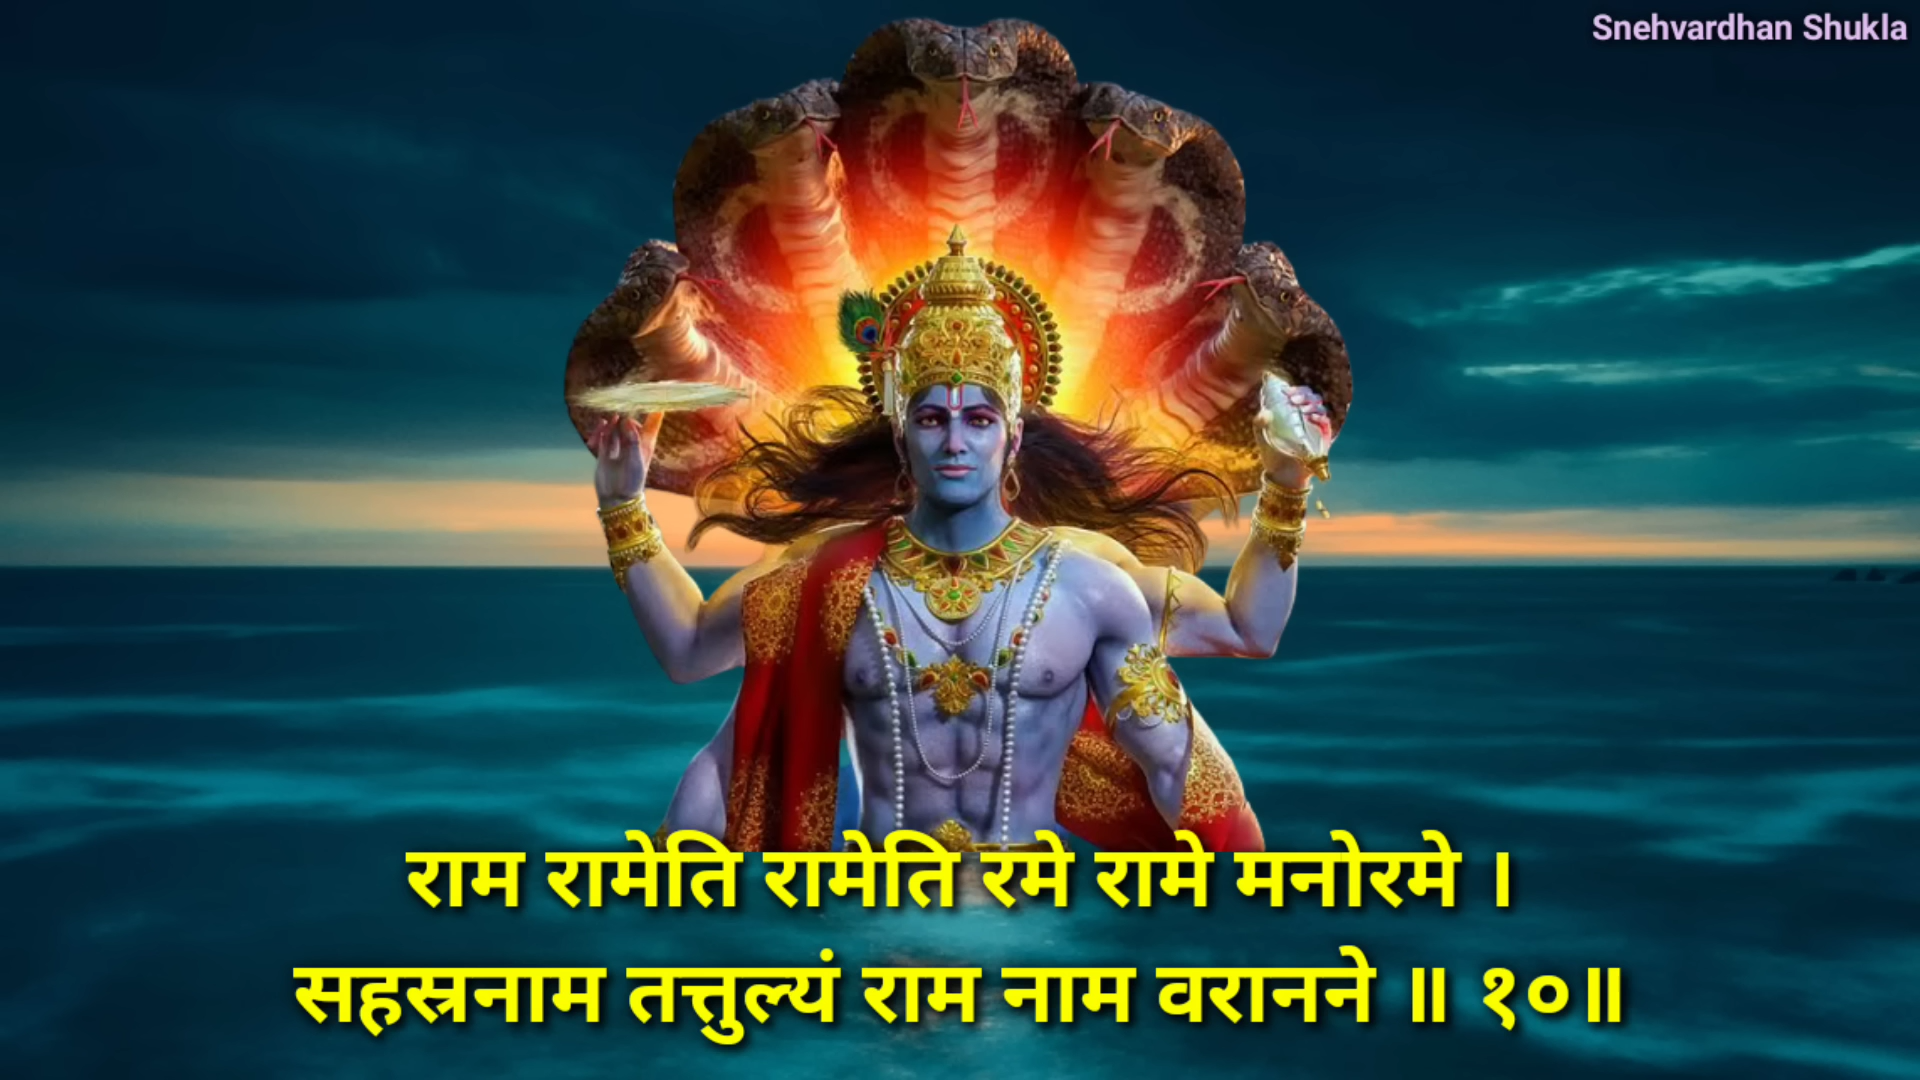 Snehvardhan Shukla
राम रामेति रामेति रमे रामे मनोरमे ।
सहस्रनाम तत्तुल्यं राम नाम वरानने ॥ १०॥